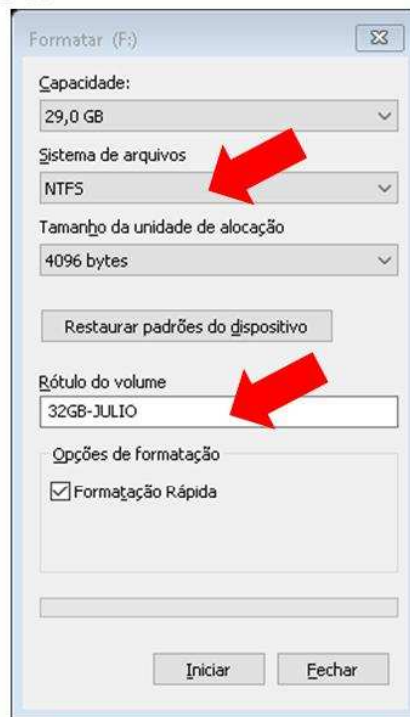 Formatar (F:)
Capacidade:
29,0 GB
Sistema de arquivos
NTFS
Tamanho da unidade de alocação
4096 bytes
Restaurar padrões do dispositivo
Rótulo do volume
32GB-JULIO
Opções de formatação
Formatação Rápida
Iniciar Fechar